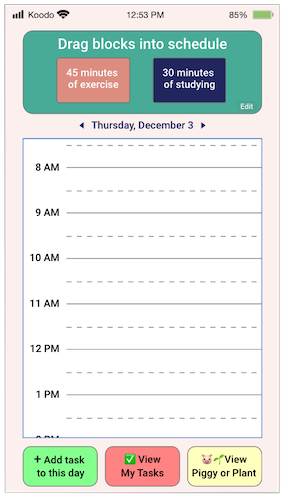 Koodo 12:53 PM 85%
Drag blocks into schedule
45 minutes
of exercise
30 minutes
of studying
Edit
Thursday, December 3
8 AM
9 AM
10 AM
11 AM
12 PM
1 PM
+ Add task
to this day
✅ View
My Tasks
🐷🌱View
Piggy or Plant